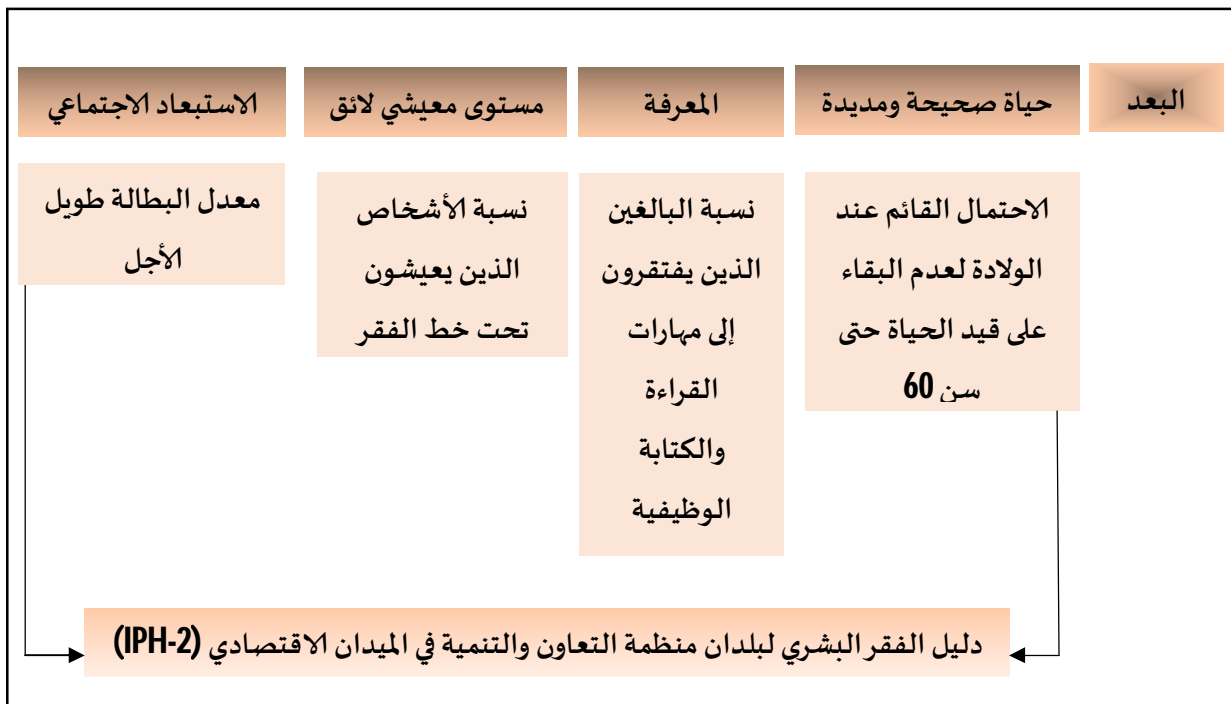 البعد
حياة صحيحة ومديدة
المعرفة
مستوى معيشي لائق
الاستبعاد الاجتماعي
الاحتمال القائم عند
الولادة لعدم البقاء
على قيد الحياة حتى
سن 60
نسبة البالغين
الذين يفتقرون
إلى مهارات
القراءة
والكتابة
الوظيفية
نسبة الأشخاص
الذين يعيشون
تحت خط الفقر
معدل البطالة طويل
الأجل
دليل الفقر البشري لبلدان منظمة التعاون والتنمية في الميدان الاقتصادي (IPH-2)